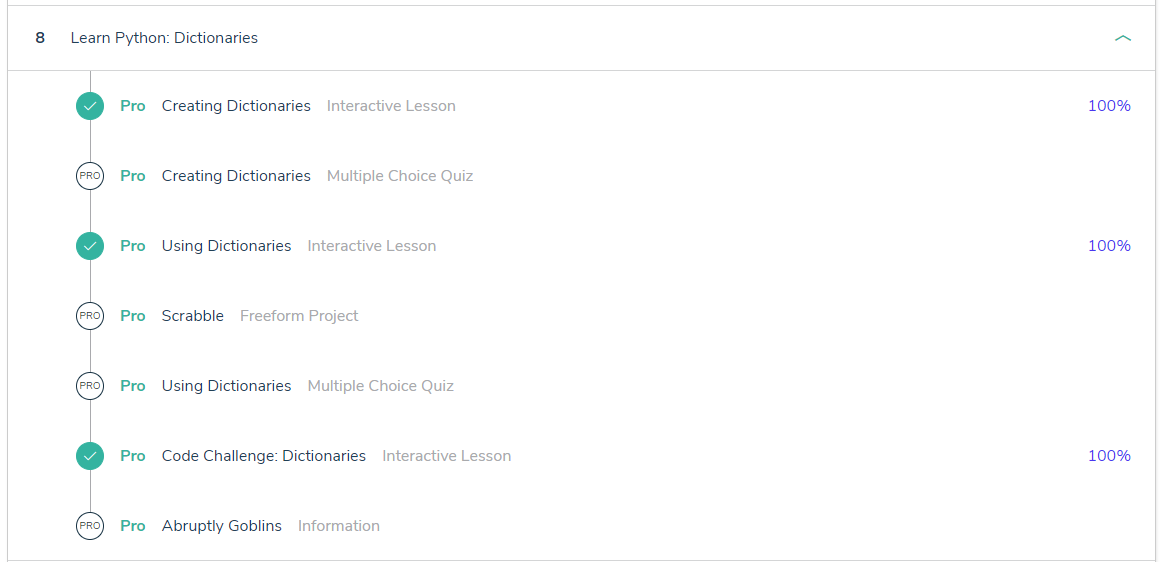 8 Learn Python: Dictionaries
Pro Creating Dictionaries Interactive Lesson 100%
PRO Pro Creating Dictionaries Multiple Choice Quiz
Pro Using Dictionaries Interactive Lesson 100%
PRO Pro Scrabble Freeform Project
PRO Pro Using Dictionaries Multiple Choice Quiz
Pro Code Challenge: Dictionaries Interactive Lesson 100%
PRO Pro Abruptly Goblins Information